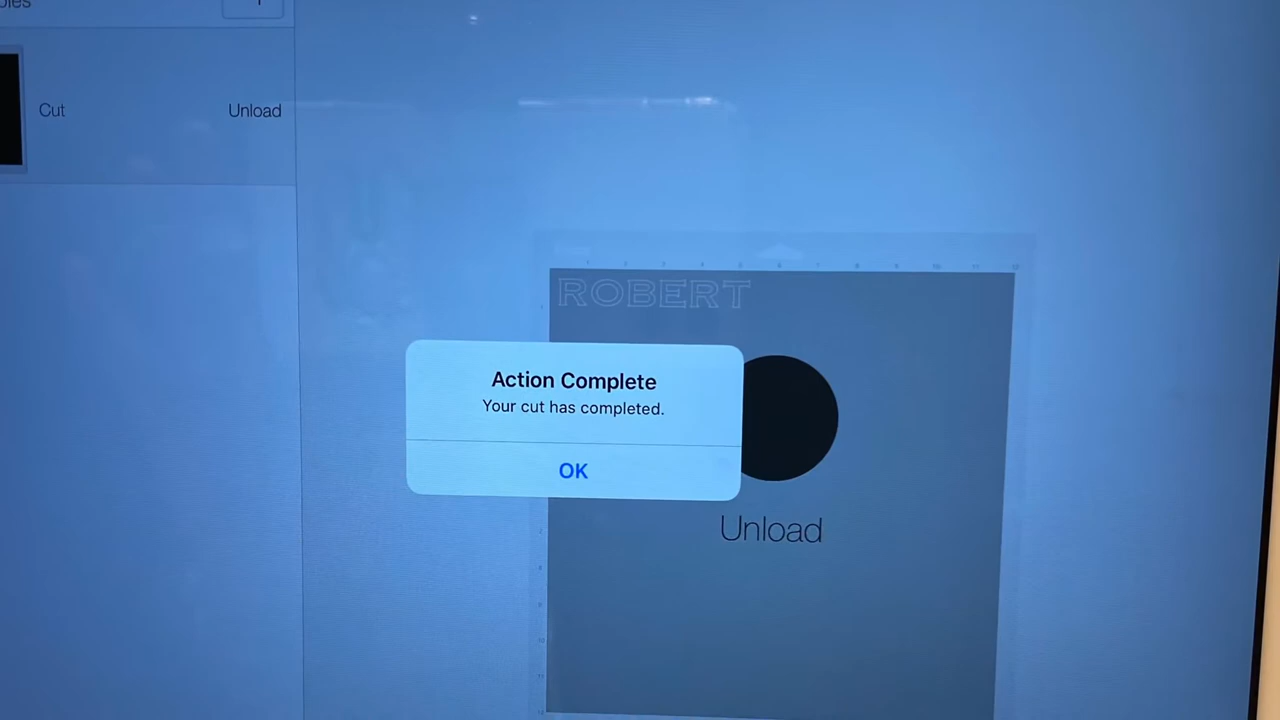 Cut
Unload
ROBERT
Action Complete
Your cut has completed.
OK
Unload